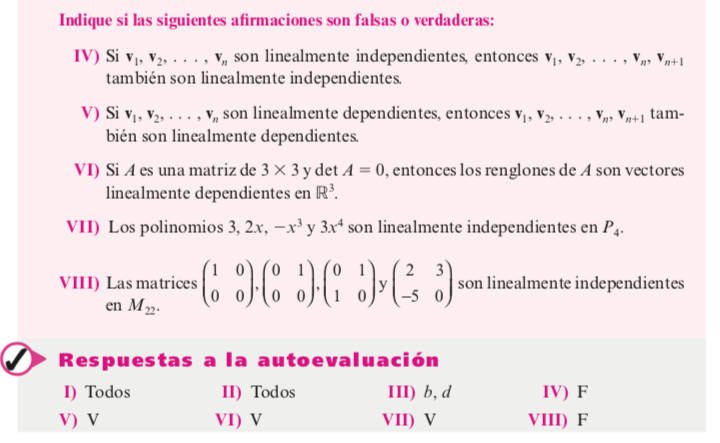 Indique si las siguientes afirmaciones son falsas o verdaderas:
IV) Si v₁, v₂, . . . , vₙ son linealmente independientes, entonces v₁, v₂, . . . , vₙ, vₙ₊₁
también son linealmente independientes.
V) Si v₁, v₂, . . . , vₙ son linealmente dependientes, entonces v₁, v₂, . . . , vₙ, vₙ₊₁ tam-
bién son linealmente dependientes.
VI) Si A es una matriz de 3 × 3 y det A = 0, entonces los renglones de A son vectores
linealmente dependientes en ℝ³.
VII) Los polinomios 3, 2x, −x³ y 3x⁴ son linealmente independientes en P₄.
VIII) Las matrices (1 0 0 0), (0 1 0 0), (0 1 1 0) y (2 3 −5 0) son linealmente independientes
en M₂₂.
Respuestas a la autoevaluación
I) Todos II) Todos III) b, d IV) F
V) V VI) V VII) V VIII) F